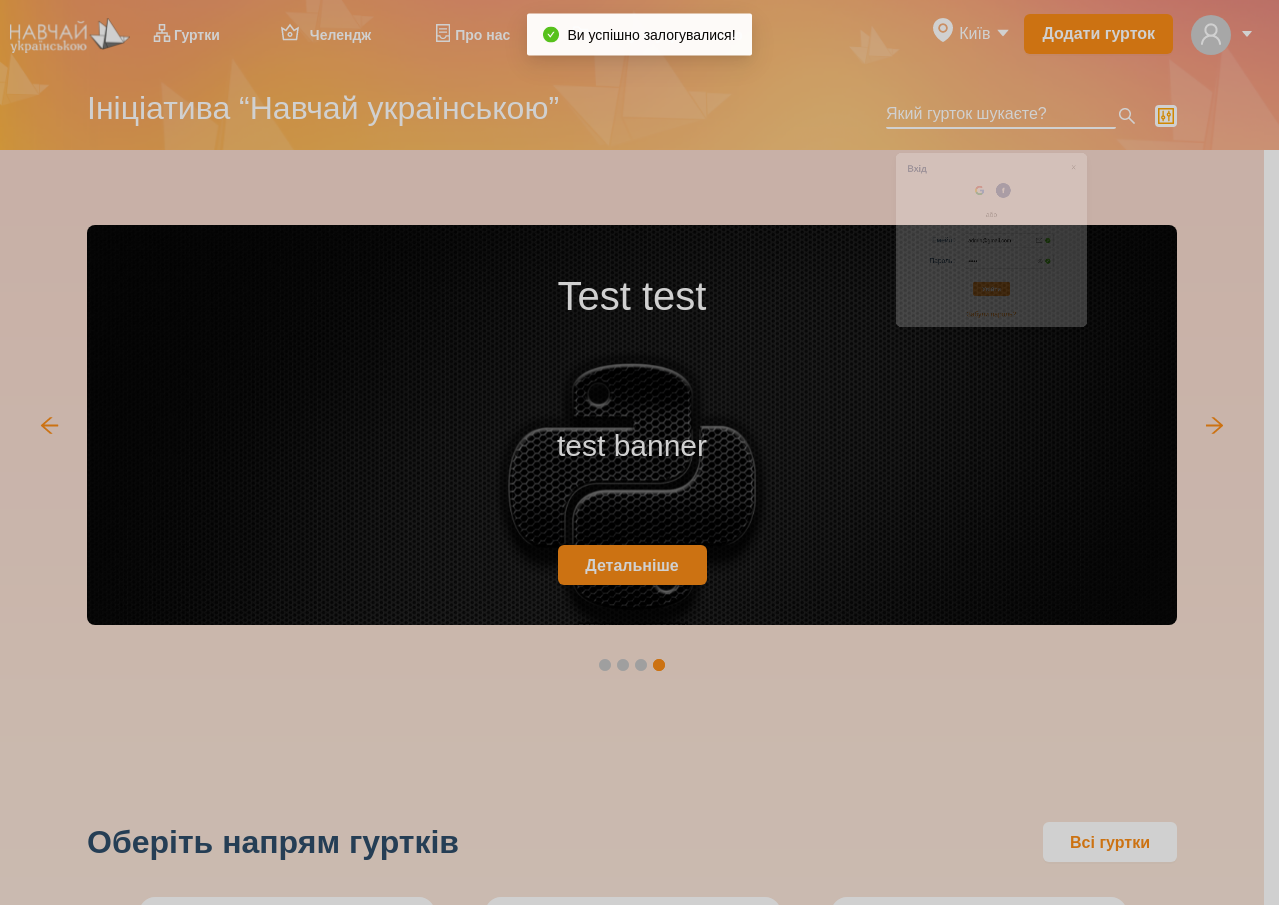 НАВЧАЙ
українською
Гуртки
Челендж
Про нас
Ви успішно залогувалися!
Київ
Додати гурток
Ініціатива “Навчай українською”
Який гурток шукаєте?
Вхід
Test test
Пароль
test banner
Детальніше
Оберіть напрям гуртків
Всі гуртки